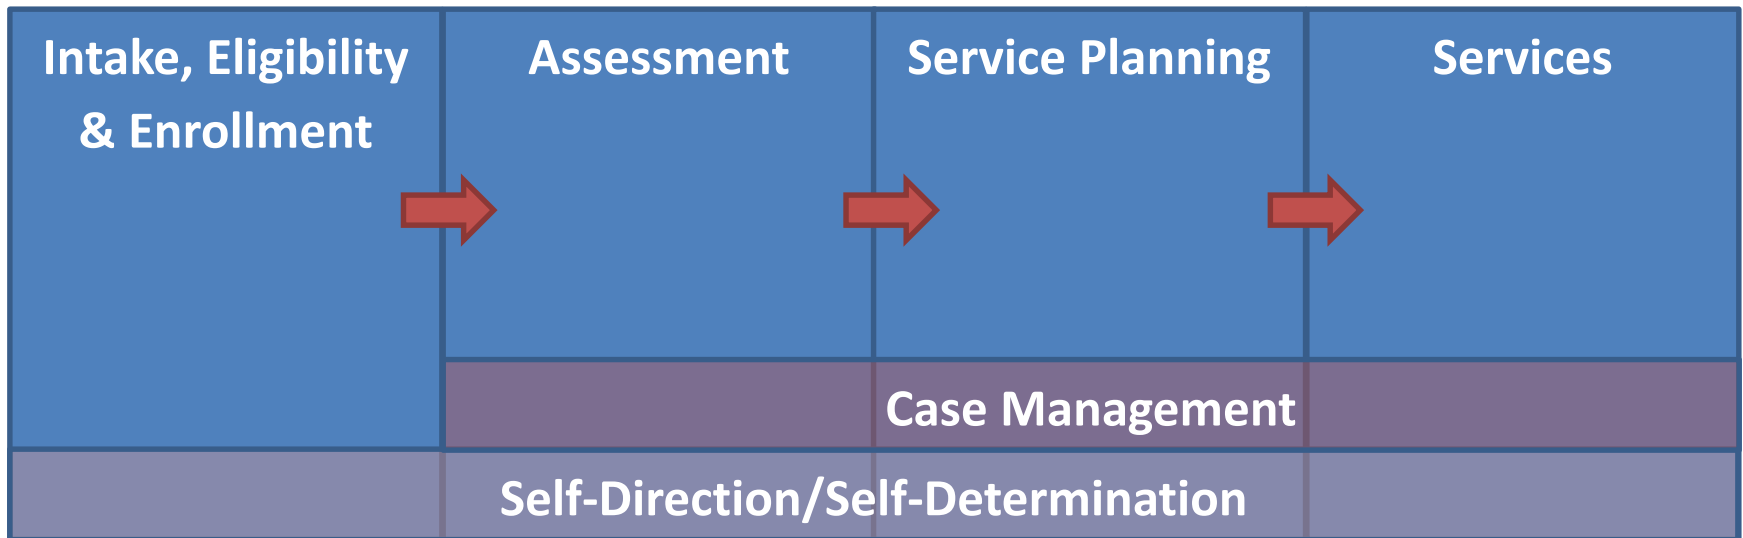 Intake, Eligibility
& Enrollment
Assessment
Service Planning
Services
Case Management
Self-Direction/Self-Determination